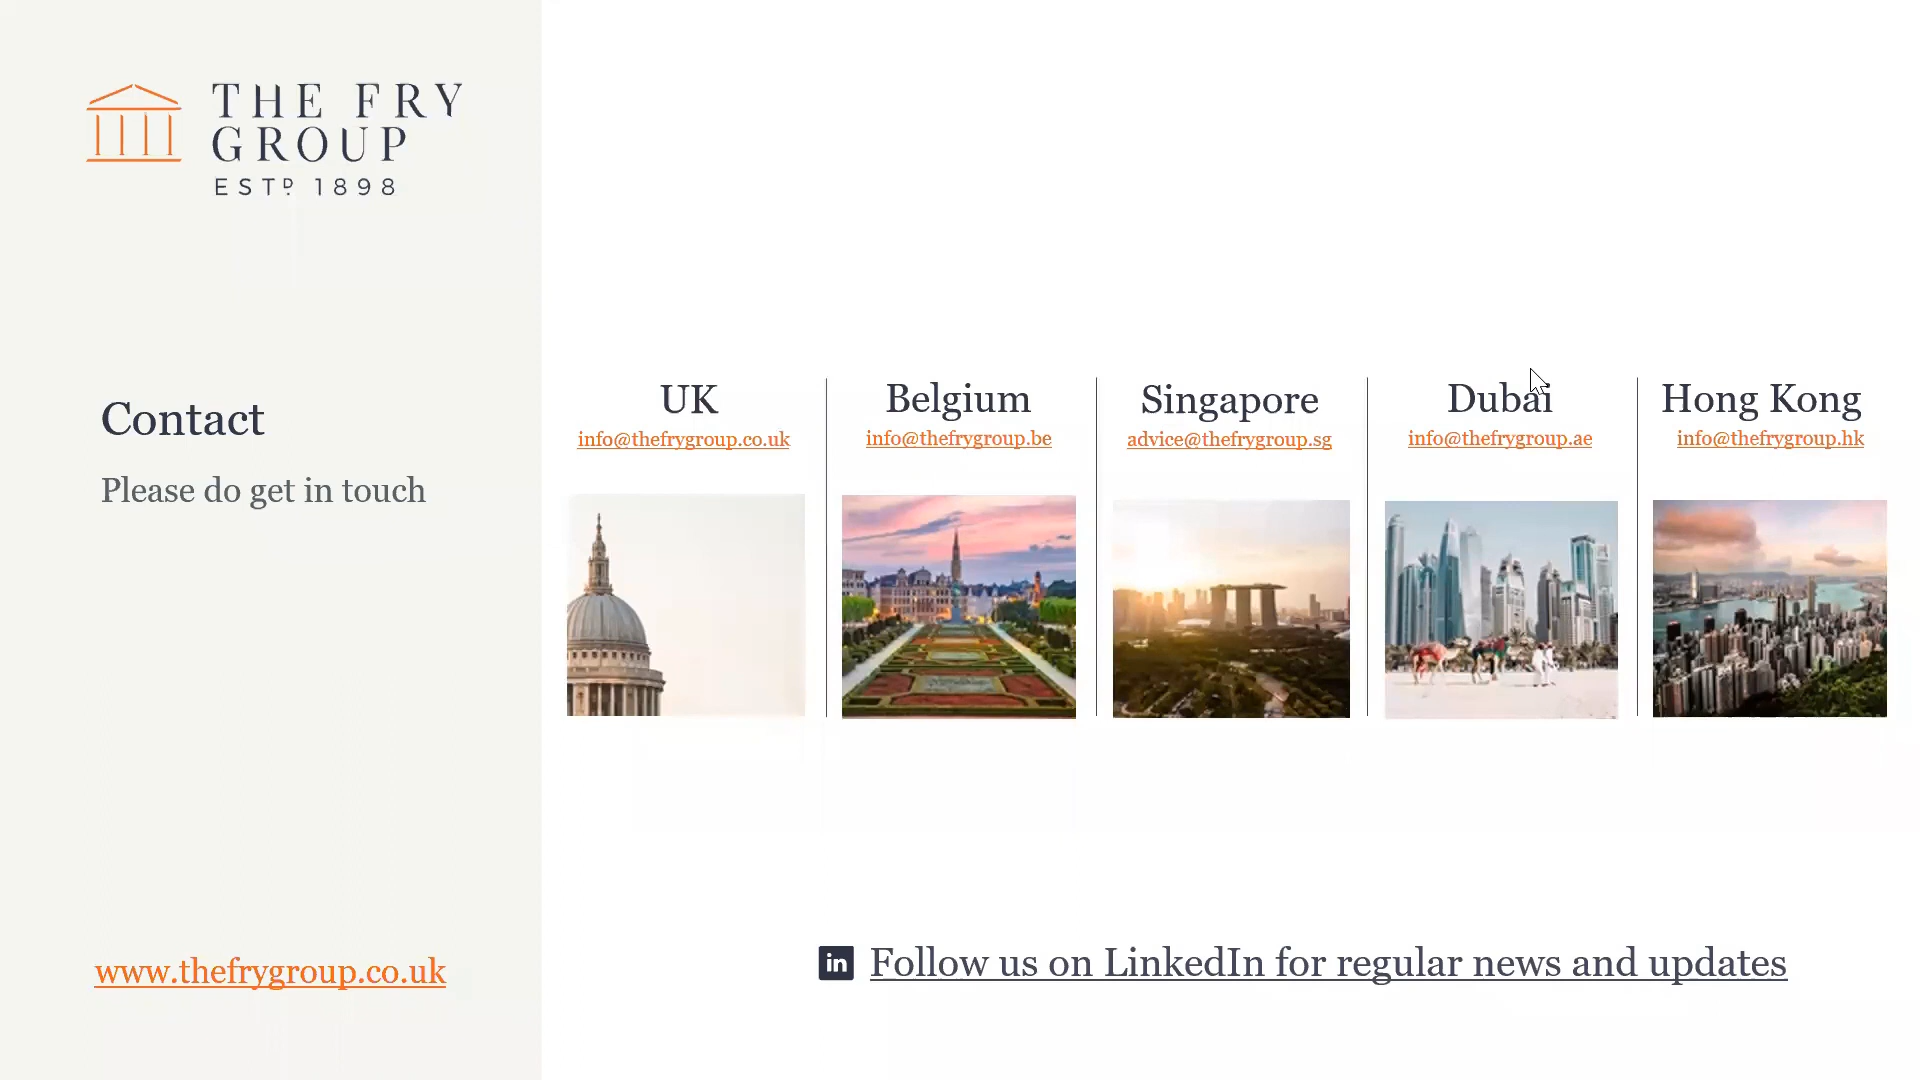 THE FRY
GROUP
ESTD 1898
Contact
Please do get in touch
www.thefrygroup.co.uk
UK
info@thefrygroup.co.uk
Belgium
info@thefrygroup.be
Singapore
advice@thefrygroup.sg
Dubai
info@thefrygroup.ae
Hong Kong
info@thefrygroup.hk
in Follow us on LinkedIn for regular news and updates